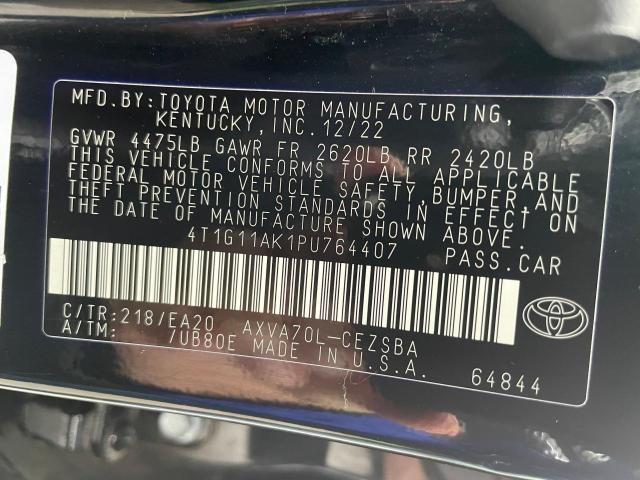 MFD.BY:TOYOTA MOTOR MANUFACTURING,
KENTUCKY,INC.12/22
GVWR 4475LB GAWR FR 2620LB, RR 2420LB
THIS VEHICLE CONFORMS TO ALL APPLICABLE
FEDERAL MOTOR VEHICLE SAFETY,BUMPER,AND
THEFT PREVENTION STANDARDS IN EFFECT ON
THE DATE OF MANUFACTURE SHOWN ABOVE.
4T1G11AK1PU764407 PASS.CAR
C/TR:218/EA20 AXVA70L-CEZSBA
A/TM: /UB80E MADE IN U.S.A.
64844